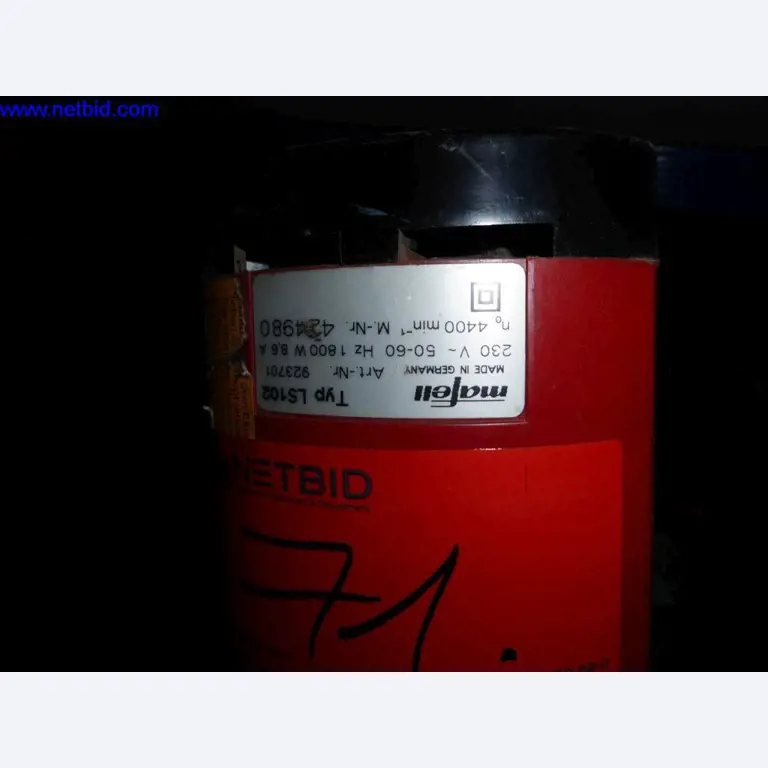 www.netbid.com
mafell Typ LS102
MADE IN GERMANY Art.-Nr. 923701
230 V ~ 50-60 Hz 1800 W 8,6 A
n₀ 4400 min⁻¹ M.-Nr. 424980
NETBID
71.